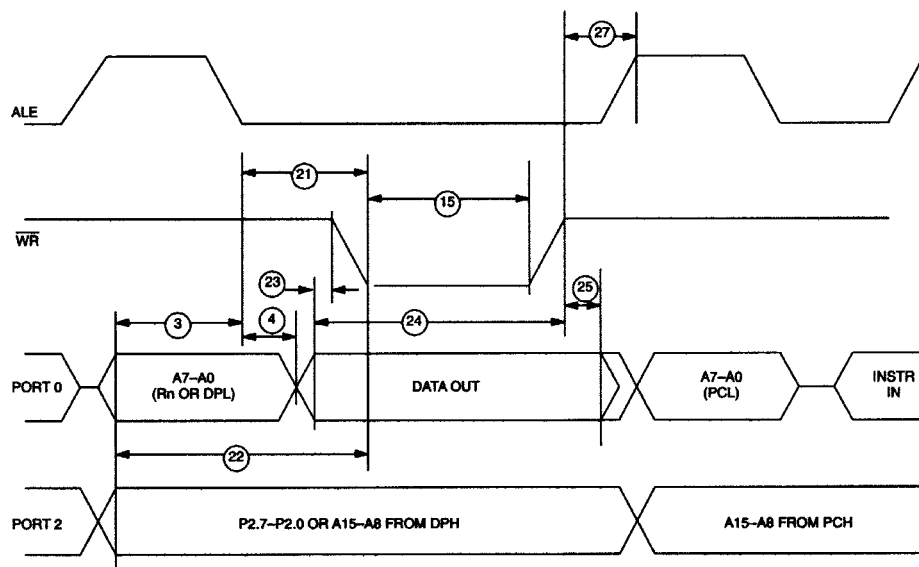 27
ALE
21
15
WR
23
25
3
4
24
PORT 0
A7–A0
(Rn OR DPL)
DATA OUT
A7–A0
(PCL)
INSTR
IN
22
PORT 2
P2.7–P2.0 OR A15–A8 FROM DPH
A15–A8 FROM PCH